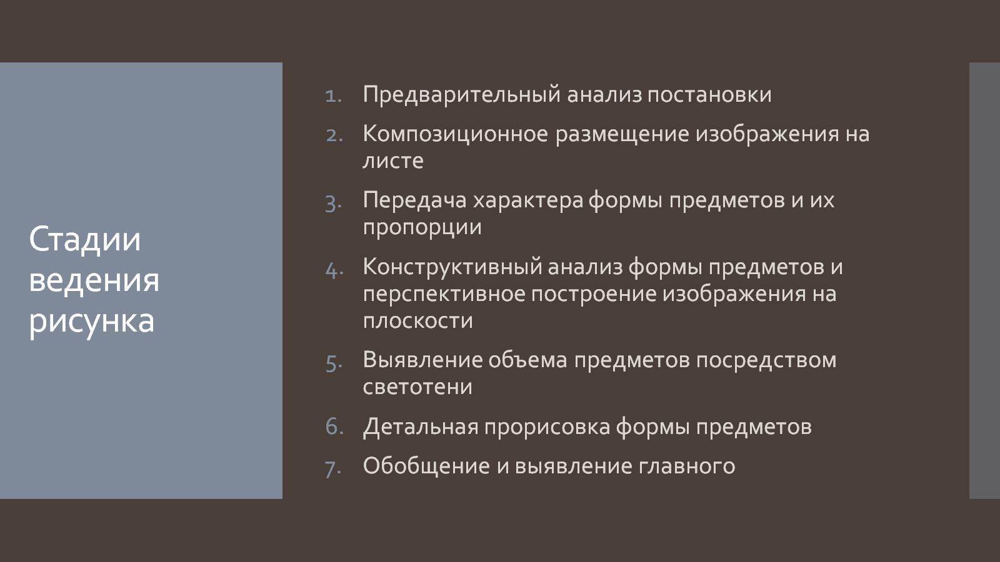 Стадии
ведения
рисунка
1. Предварительный анализ постановки
2. Композиционное размещение изображения на
листе
3. Передача характера формы предметов и их
пропорции
4. Конструктивный анализ формы предметов и
перспективное построение изображения на
плоскости
5. Выявление объема предметов посредством
светотени
6. Детальная прорисовка формы предметов
7. Обобщение и выявление главного